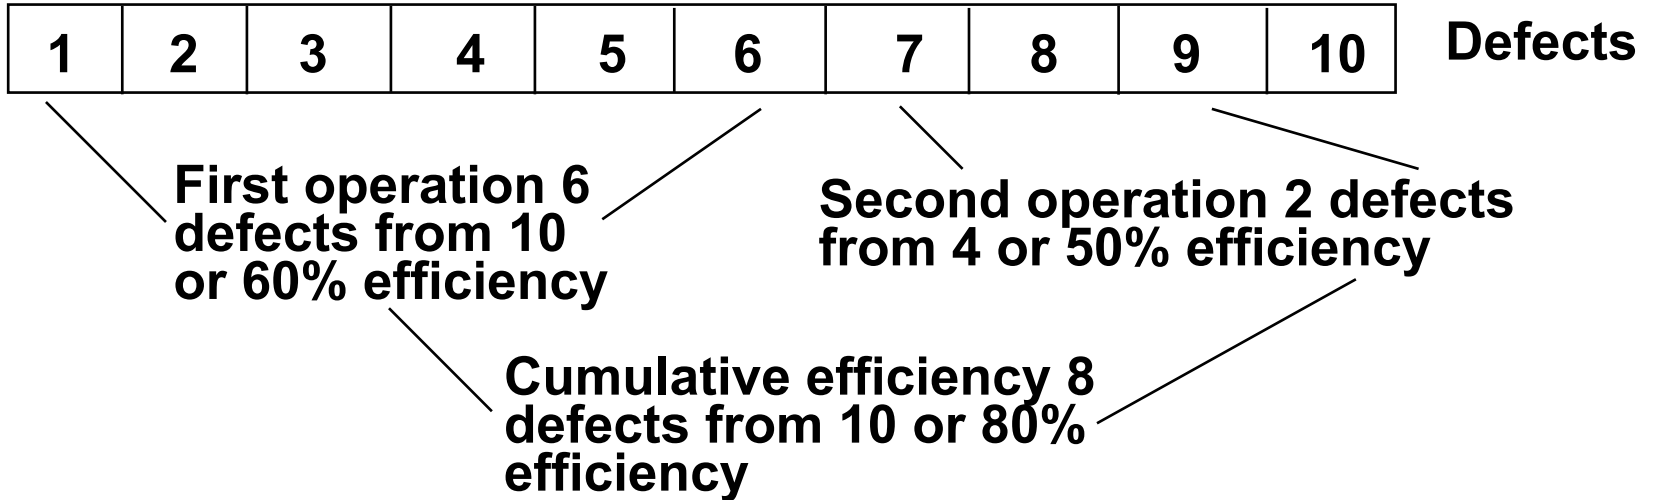 1 2 3 4 5 6 7 8 9 10 Defects
First operation 6
defects from 10
or 60% efficiency
Second operation 2 defects
from 4 or 50% efficiency
Cumulative efficiency 8
defects from 10 or 80%
efficiency